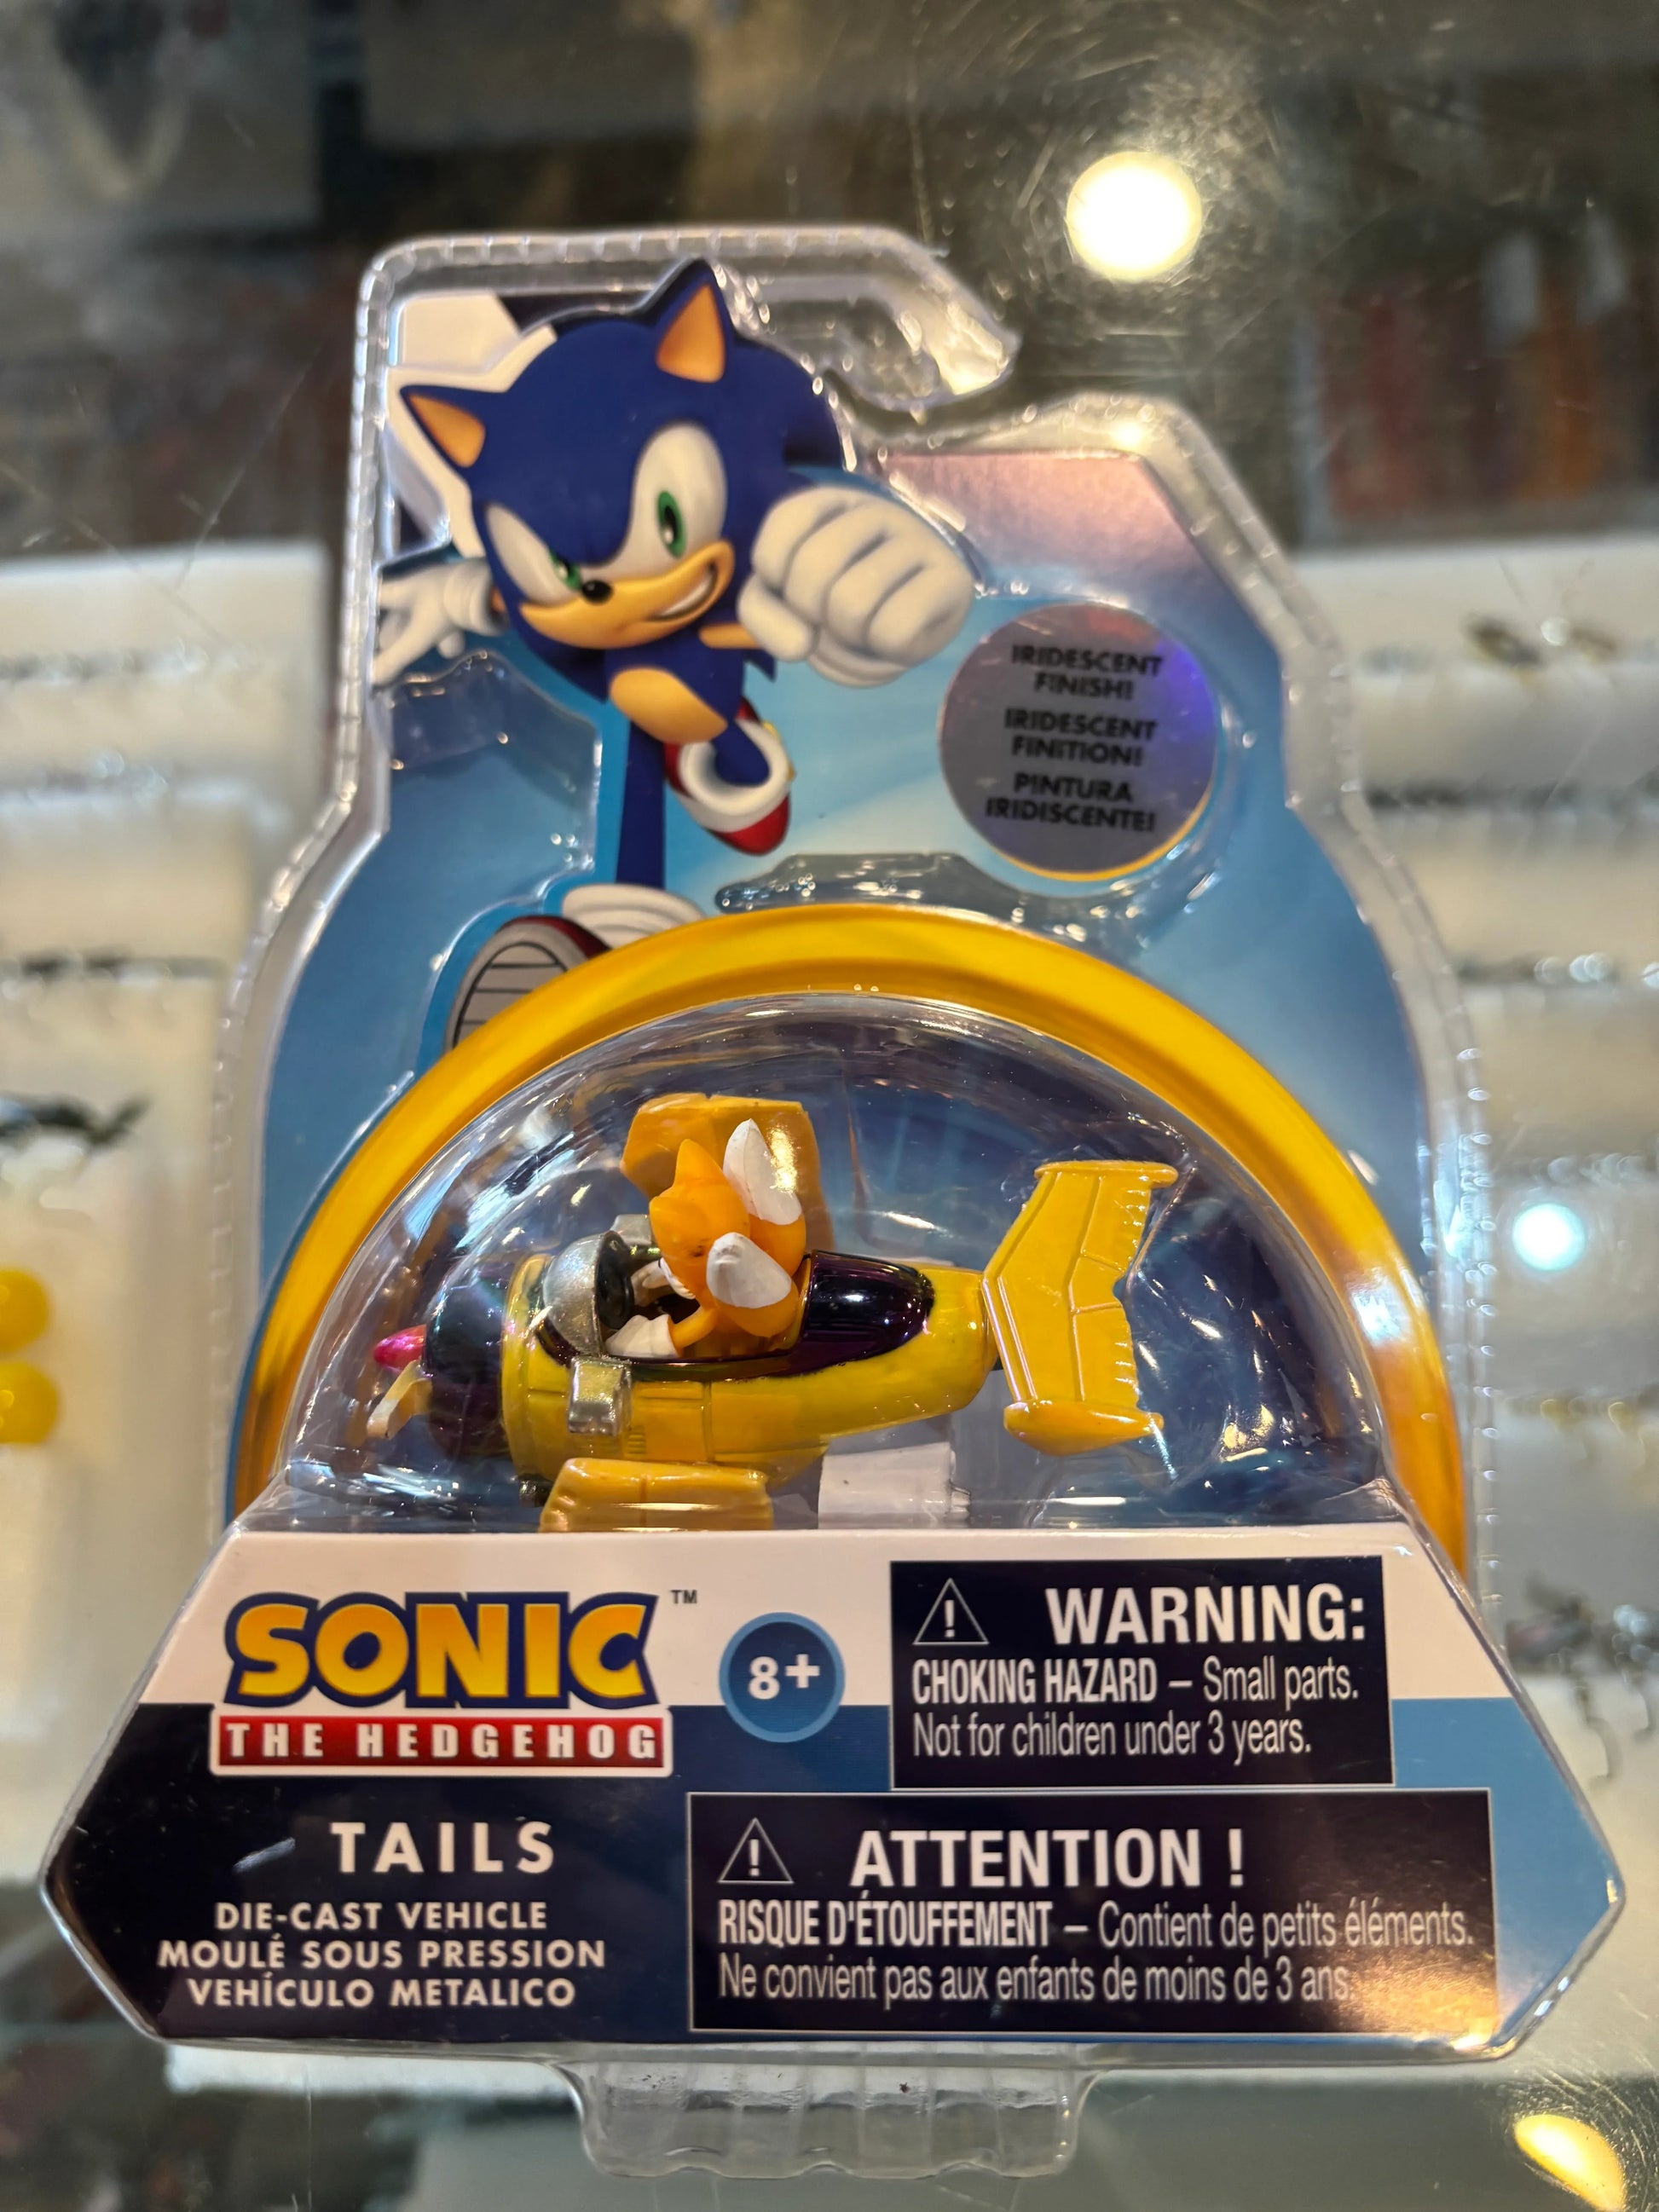 IRIDESCENT
FINISH!
IRIDESCENT
FINITION!
PINTURA
IRIDISCENTE!
SONIC™
THE HEDGEHOG
8+
WARNING:
CHOKING HAZARD – Small parts.
Not for children under 3 years.
TAILS
DIE-CAST VEHICLE
MOULÉ SOUS PRESSION
VEHÍCULO METALICO
ATTENTION !
RISQUE D'ÉTOUFFEMENT – Contient de petits éléments.
Ne convient pas aux enfants de moins de 3 ans.